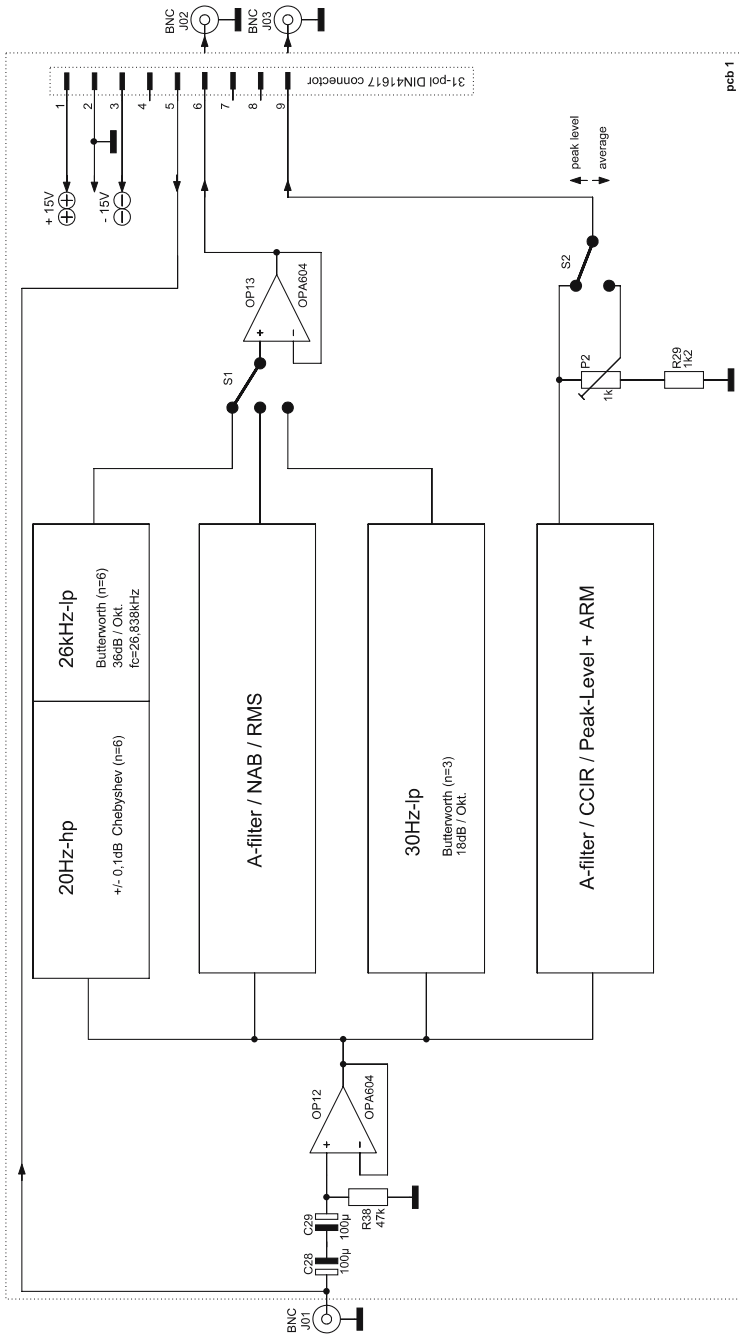 BNC
J01
C28
100µ
C29
100µ
R38
47k
OP12
+
−
OPA604
20Hz-hp
+/- 0,1dB Chebyshev (n=6)
26kHz-lp
Butterworth (n=6)
36dB / Okt.
fc=26,838kHz
A-filter / NAB / RMS
30Hz-lp
Butterworth (n=3)
18dB / Okt.
A-filter / CCIR / Peak-Level + ARM
S1
OP13
+
−
OPA604
P2
1k
R29
1k2
S2
peak level
average
+ 15V
- 15V
1
2
3
4
5
6
7
8
9
31-pol DIN41617 connector
BNC
J02
BNC
J03
pcb 1